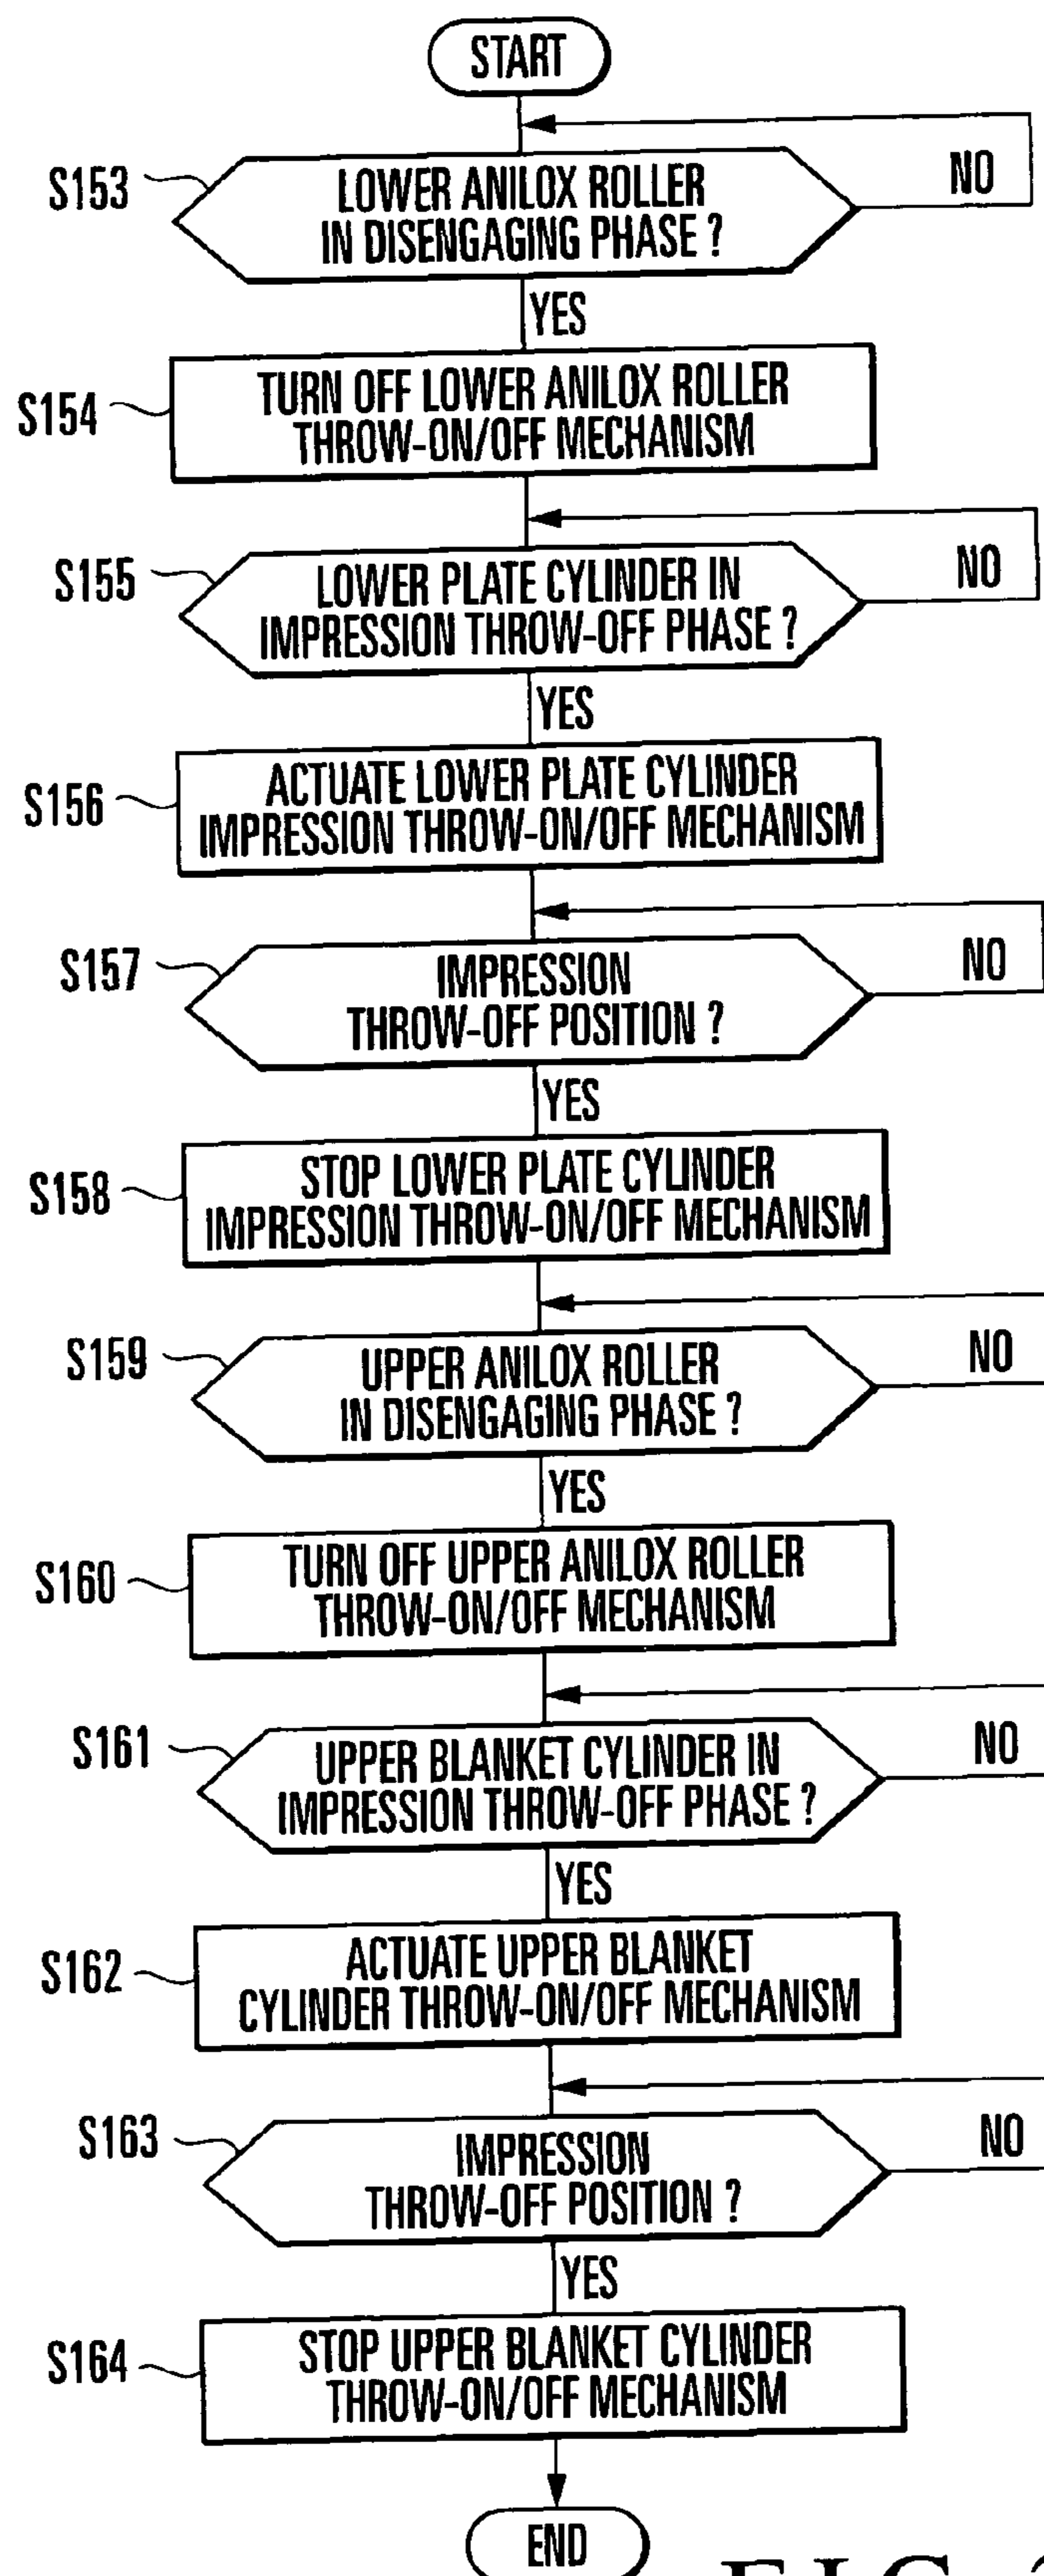 START
S153
LOWER ANILOX ROLLER
IN DISENGAGING PHASE ?
NO
YES
S154
TURN OFF LOWER ANILOX ROLLER
THROW-ON/OFF MECHANISM
S155
LOWER PLATE CYLINDER IN
IMPRESSION THROW-OFF PHASE ?
NO
YES
S156
ACTUATE LOWER PLATE CYLINDER
IMPRESSION THROW-ON/OFF MECHANISM
S157
IMPRESSION
THROW-OFF POSITION ?
NO
YES
S158
STOP LOWER PLATE CYLINDER
IMPRESSION THROW-ON/OFF MECHANISM
S159
UPPER ANILOX ROLLER
IN DISENGAGING PHASE ?
NO
YES
S160
TURN OFF UPPER ANILOX ROLLER
THROW-ON/OFF MECHANISM
S161
UPPER BLANKET CYLINDER IN
IMPRESSION THROW-OFF PHASE ?
NO
YES
S162
ACTUATE UPPER BLANKET
CYLINDER THROW-ON/OFF MECHANISM
S163
IMPRESSION
THROW-OFF POSITION ?
NO
YES
S164
STOP UPPER BLANKET CYLINDER
THROW-ON/OFF MECHANISM
END
FIG.